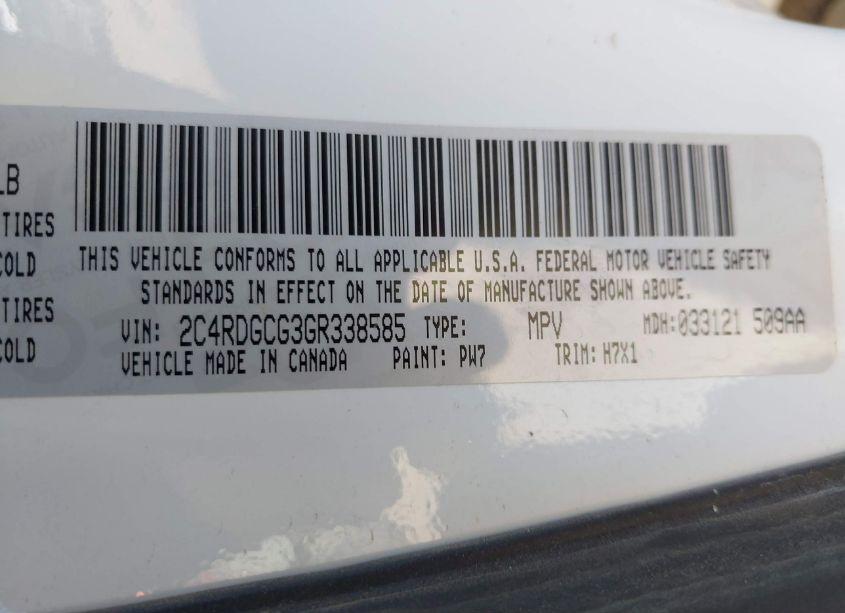 LB
TIRES
COLD
TIRES
COLD
THIS VEHICLE CONFORMS TO ALL APPLICABLE U.S.A. FEDERAL MOTOR VEHICLE SAFETY
STANDARDS IN EFFECT ON THE DATE OF MANUFACTURE SHOWN ABOVE.
VIN: 2C4RDGCG3GR338585 TYPE: MPV MDH:033121 509AA
VEHICLE MADE IN CANADA PAINT: PW7 TRIM: H7X1